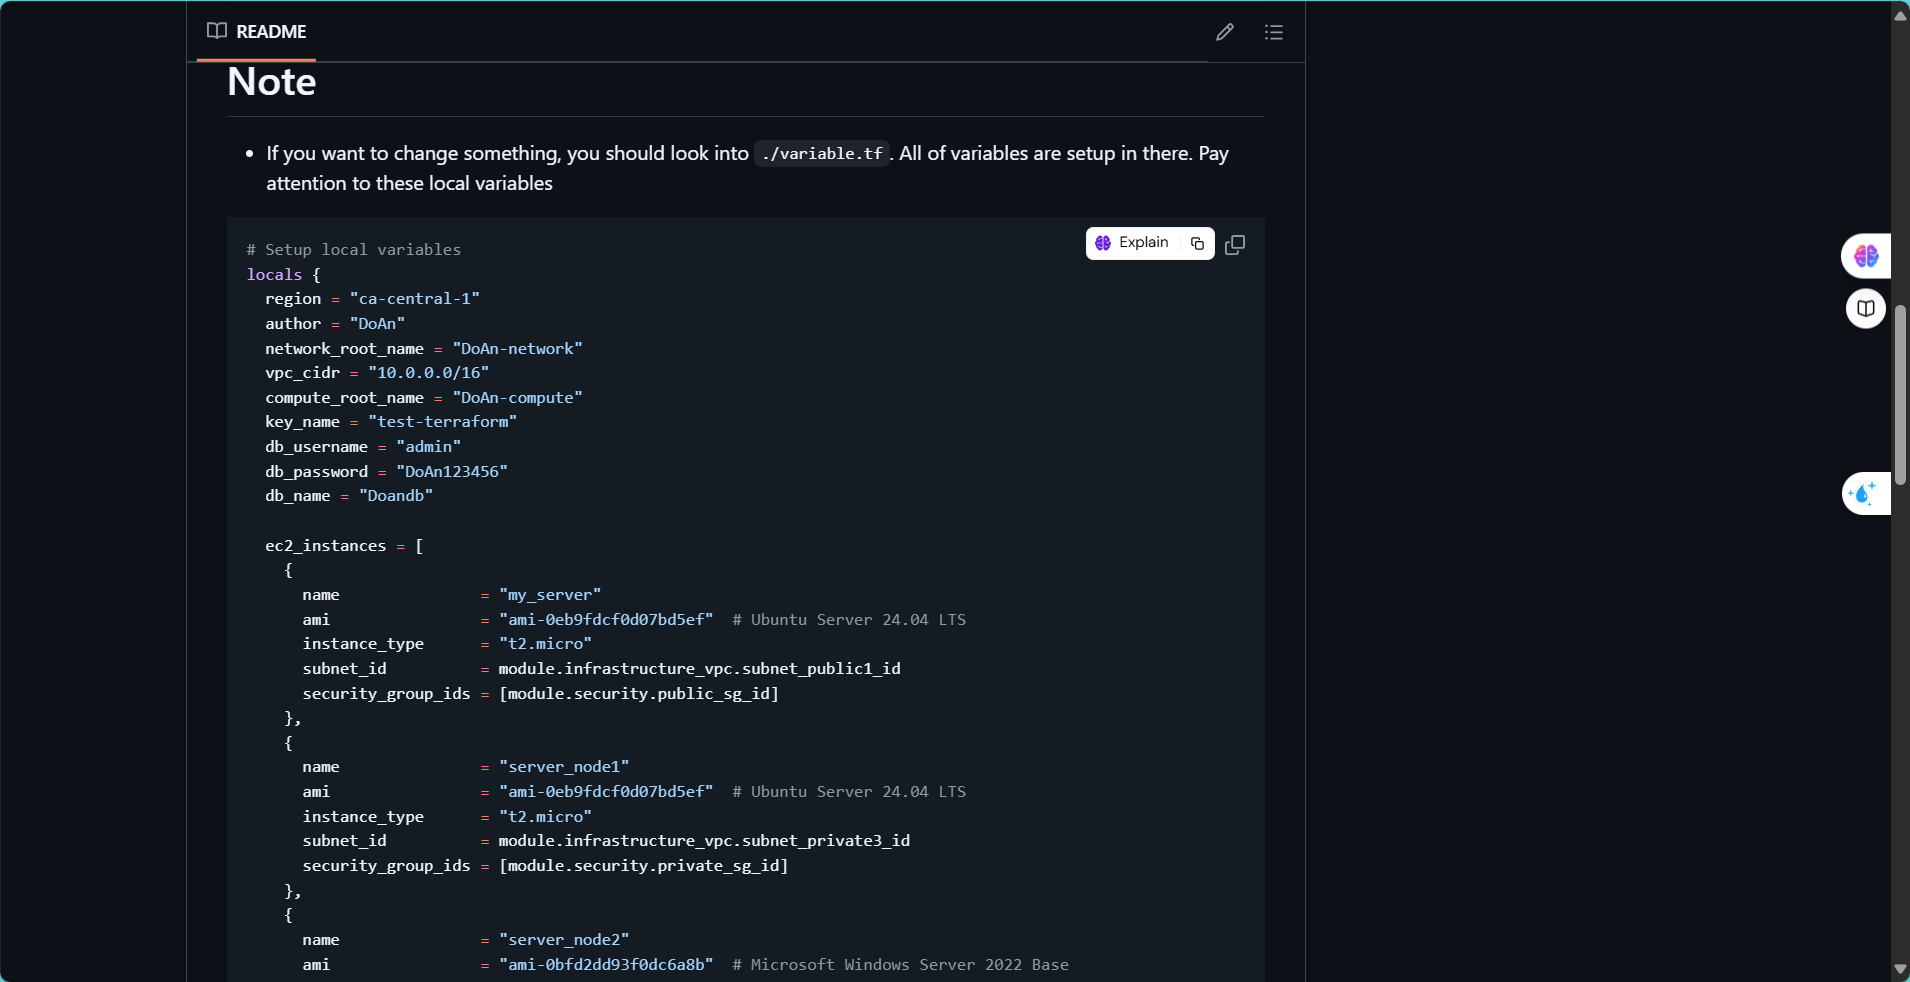 README
Note
If you want to change something, you should look into ./variable.tf. All of variables are setup in there. Pay
attention to these local variables
Explain
# Setup local variables
locals {
  region = "ca-central-1"
  author = "DoAn"
  network_root_name = "DoAn-network"
  vpc_cidr = "10.0.0.0/16"
  compute_root_name = "DoAn-compute"
  key_name = "test-terraform"
  db_username = "admin"
  db_password = "DoAn123456"
  db_name = "Doandb"
  ec2_instances = [
    {
      name               = "my_server"
      ami                = "ami-0eb9fdcf0d07bd5ef"  # Ubuntu Server 24.04 LTS
      instance_type      = "t2.micro"
      subnet_id          = module.infrastructure_vpc.subnet_public1_id
      security_group_ids = [module.security.public_sg_id]
    },
    {
      name               = "server_node1"
      ami                = "ami-0eb9fdcf0d07bd5ef"  # Ubuntu Server 24.04 LTS
      instance_type      = "t2.micro"
      subnet_id          = module.infrastructure_vpc.subnet_private3_id
      security_group_ids = [module.security.private_sg_id]
    },
    {
      name               = "server_node2"
      ami                = "ami-0bfd2dd93f0dc6a8b"  # Microsoft Windows Server 2022 Base